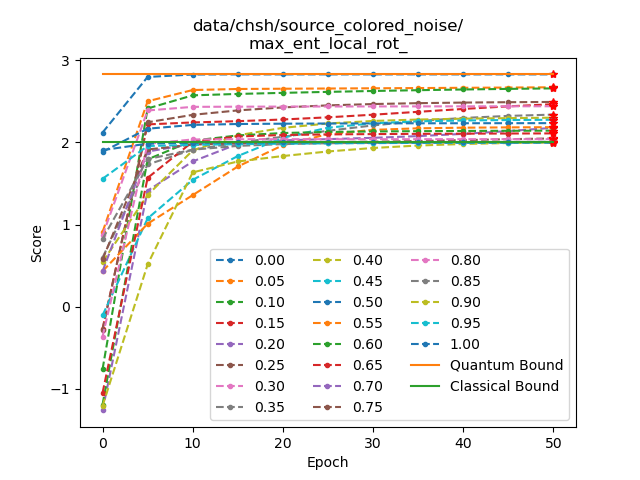 data/chsh/source_colored_noise/
max_ent_local_rot_
Score
3
2
1
0
−1
0 10 20 30 40 50
Epoch
0.00 0.40 0.80
0.05 0.45 0.85
0.10 0.50 0.90
0.15 0.55 0.95
0.20 0.60 1.00
0.25 0.65 Quantum Bound
0.30 0.70 Classical Bound
0.35 0.75